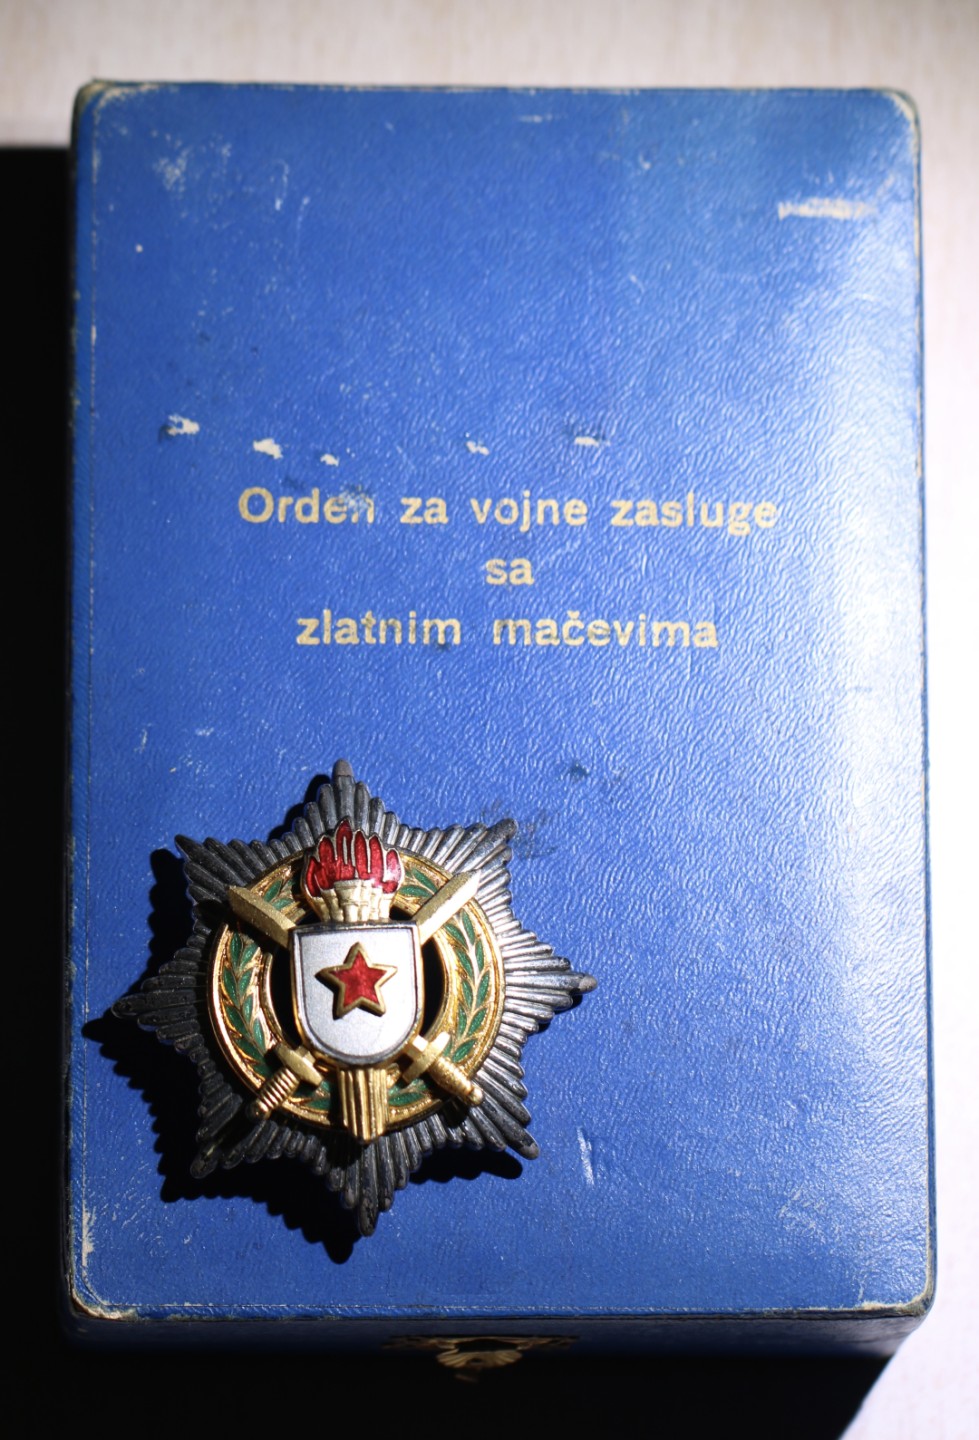 Orden za vojne zasluge
sa
zlatnim mačevima